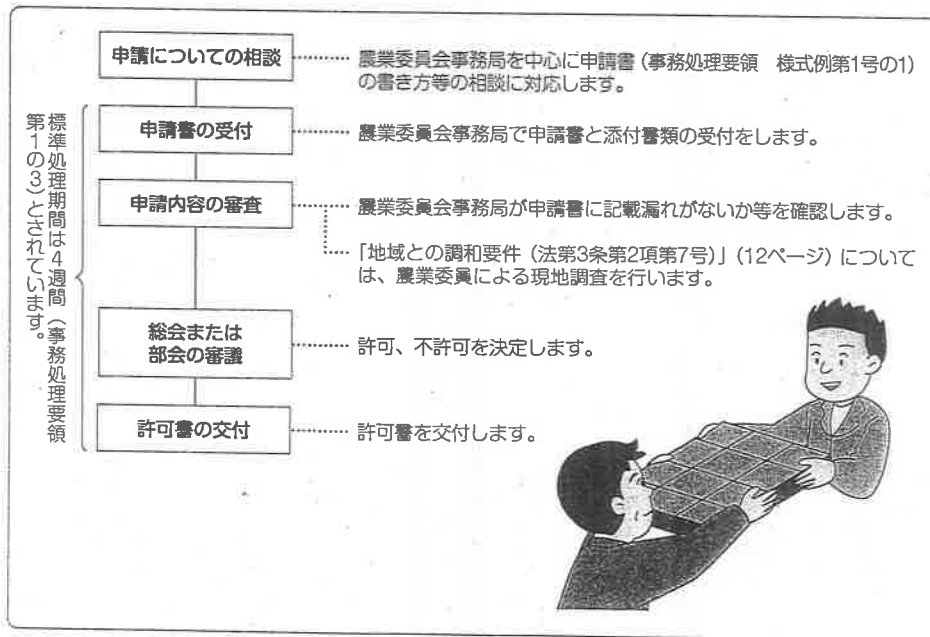 申請についての相談
農業委員会事務局を中心に申請書（事務処理要領　様式例第1号の1）
の書き方等の相談に対応します。
標準処理期間は4週間（事務処理要領
第1の3）とされています。
申請書の受付
農業委員会事務局で申請書と添付書類の受付をします。
申請内容の審査
農業委員会事務局が申請書に記載漏れがないか等を確認します。
「地域との調和要件（法第3条第2項第7号）」（12ページ）について
は、農業委員による現地調査を行います。
総会または
部会の審議
許可、不許可を決定します。
許可書の交付
許可書を交付します。